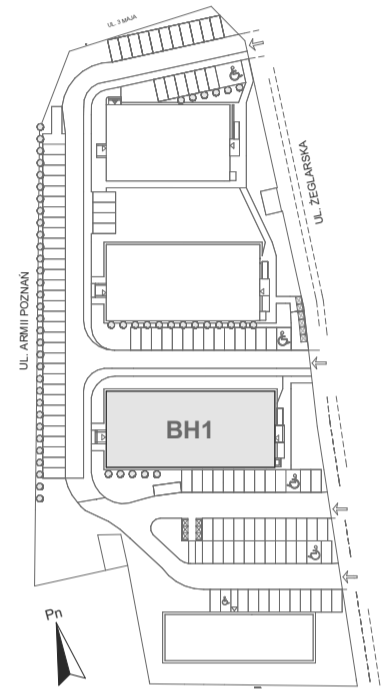 UL. 3 MAJA
UL. ŻEGLARSKA
UL. ARMII POZNAŃ
BH1
Pn